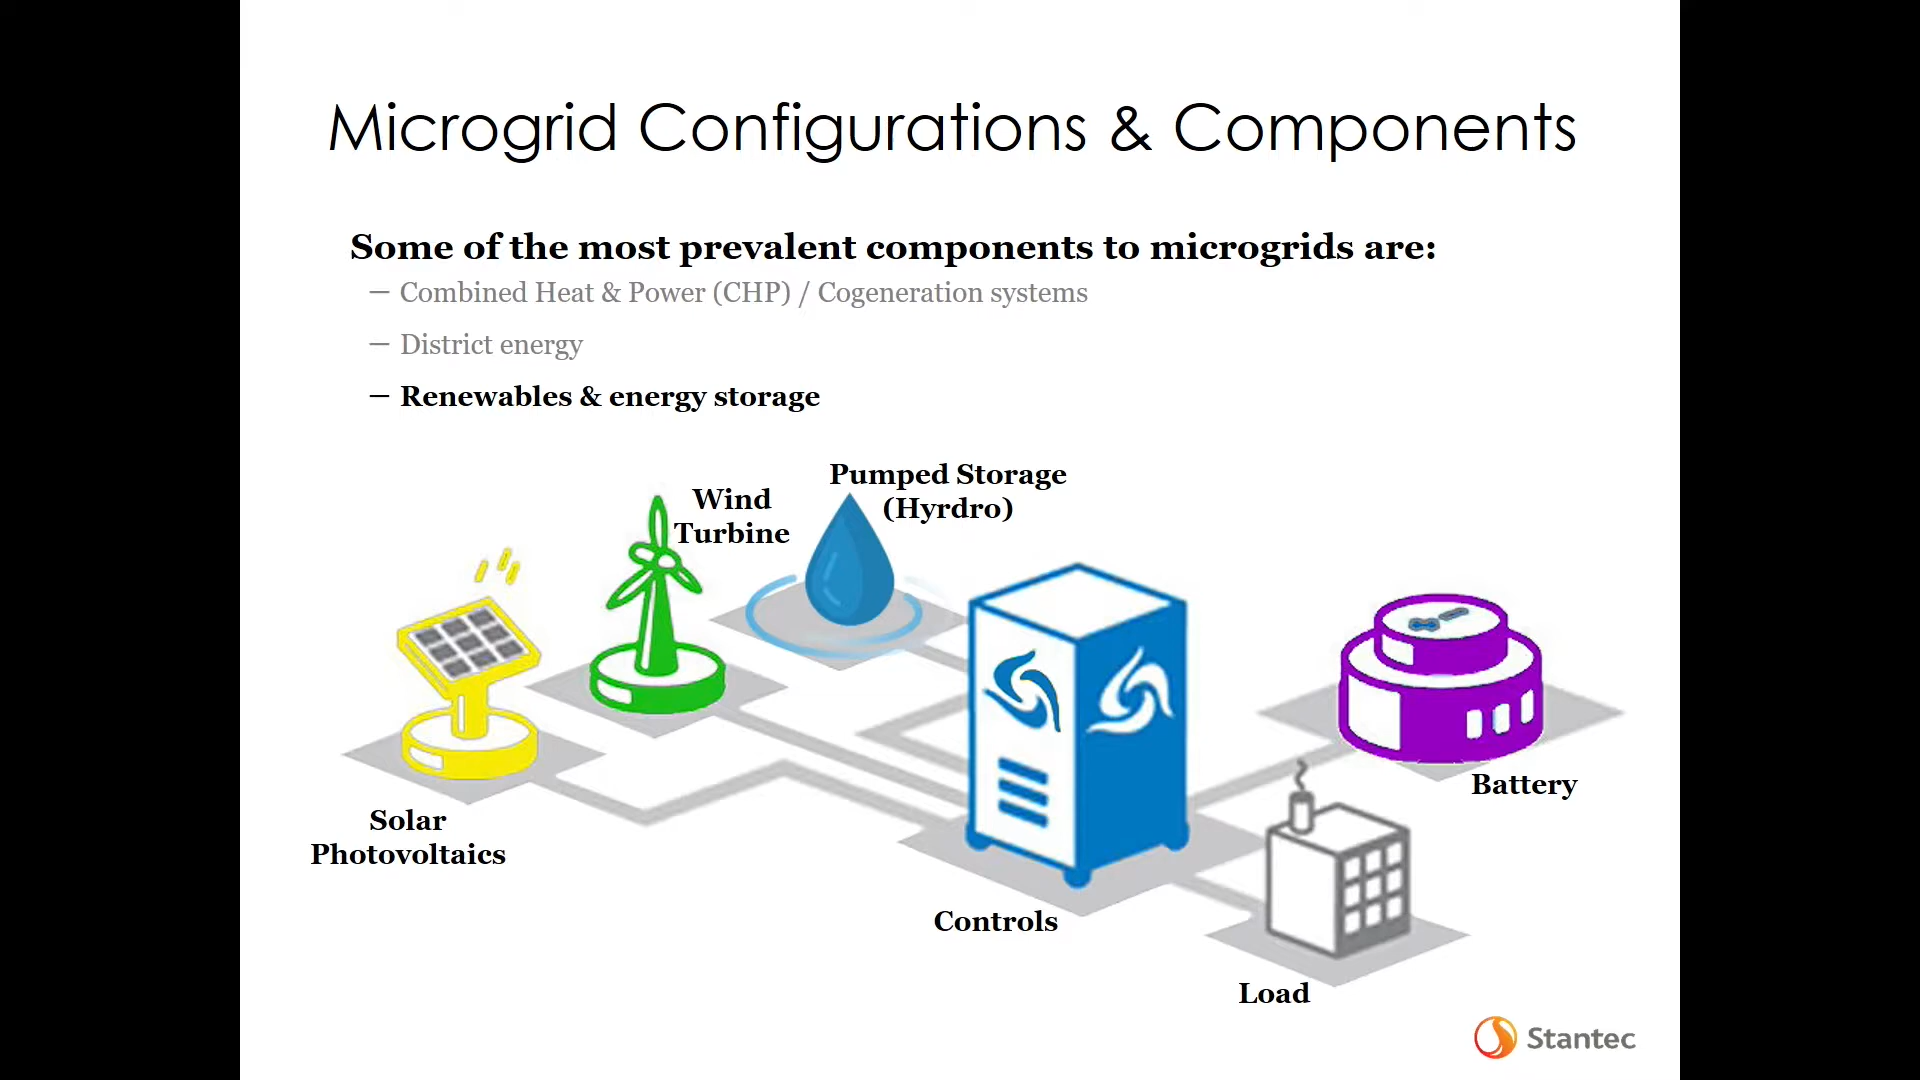 Microgrid Configurations & Components
Some of the most prevalent components to microgrids are:
– Combined Heat & Power (CHP) / Cogeneration systems
– District energy
– Renewables & energy storage
Pumped Storage
(Hyrdro)
Wind
Turbine
Solar
Photovoltaics
Battery
Controls
Load
Stantec